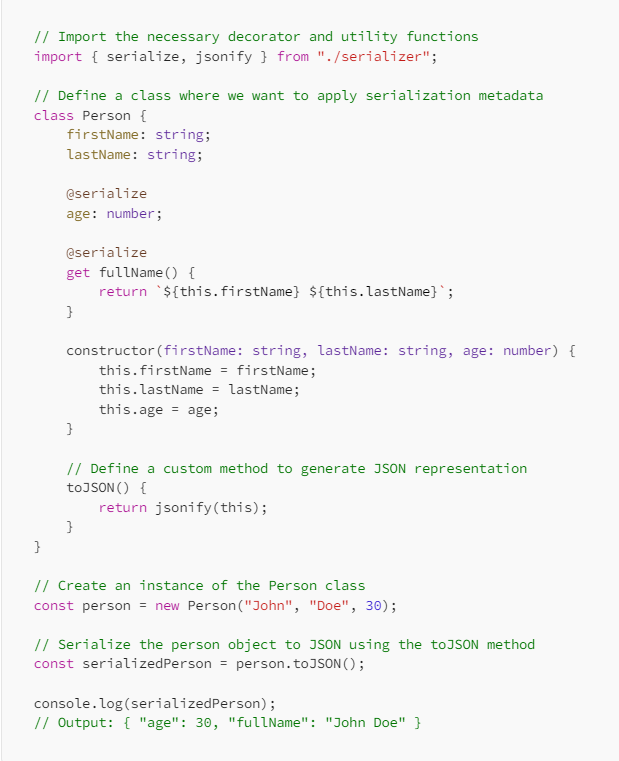 // Import the necessary decorator and utility functions
import { serialize, jsonify } from "./serializer";

// Define a class where we want to apply serialization metadata
class Person {
    firstName: string;
    lastName: string;

    @serialize
    age: number;

    @serialize
    get fullName() {
        return `${this.firstName} ${this.lastName}`;
    }

    constructor(firstName: string, lastName: string, age: number) {
        this.firstName = firstName;
        this.lastName = lastName;
        this.age = age;
    }

    // Define a custom method to generate JSON representation
    toJSON() {
        return jsonify(this);
    }
}

// Create an instance of the Person class
const person = new Person("John", "Doe", 30);

// Serialize the person object to JSON using the toJSON method
const serializedPerson = person.toJSON();

console.log(serializedPerson);
// Output: { "age": 30, "fullName": "John Doe" }